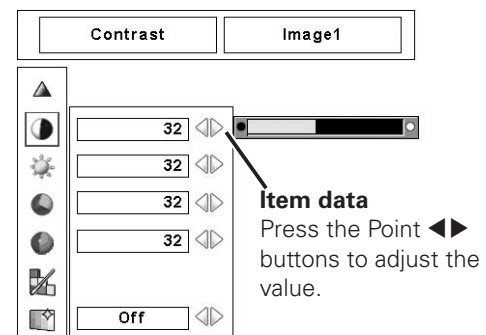 Contrast Image1
32
32
32
32
Off
Item data
Press the Point ◀▶
buttons to adjust the
value.